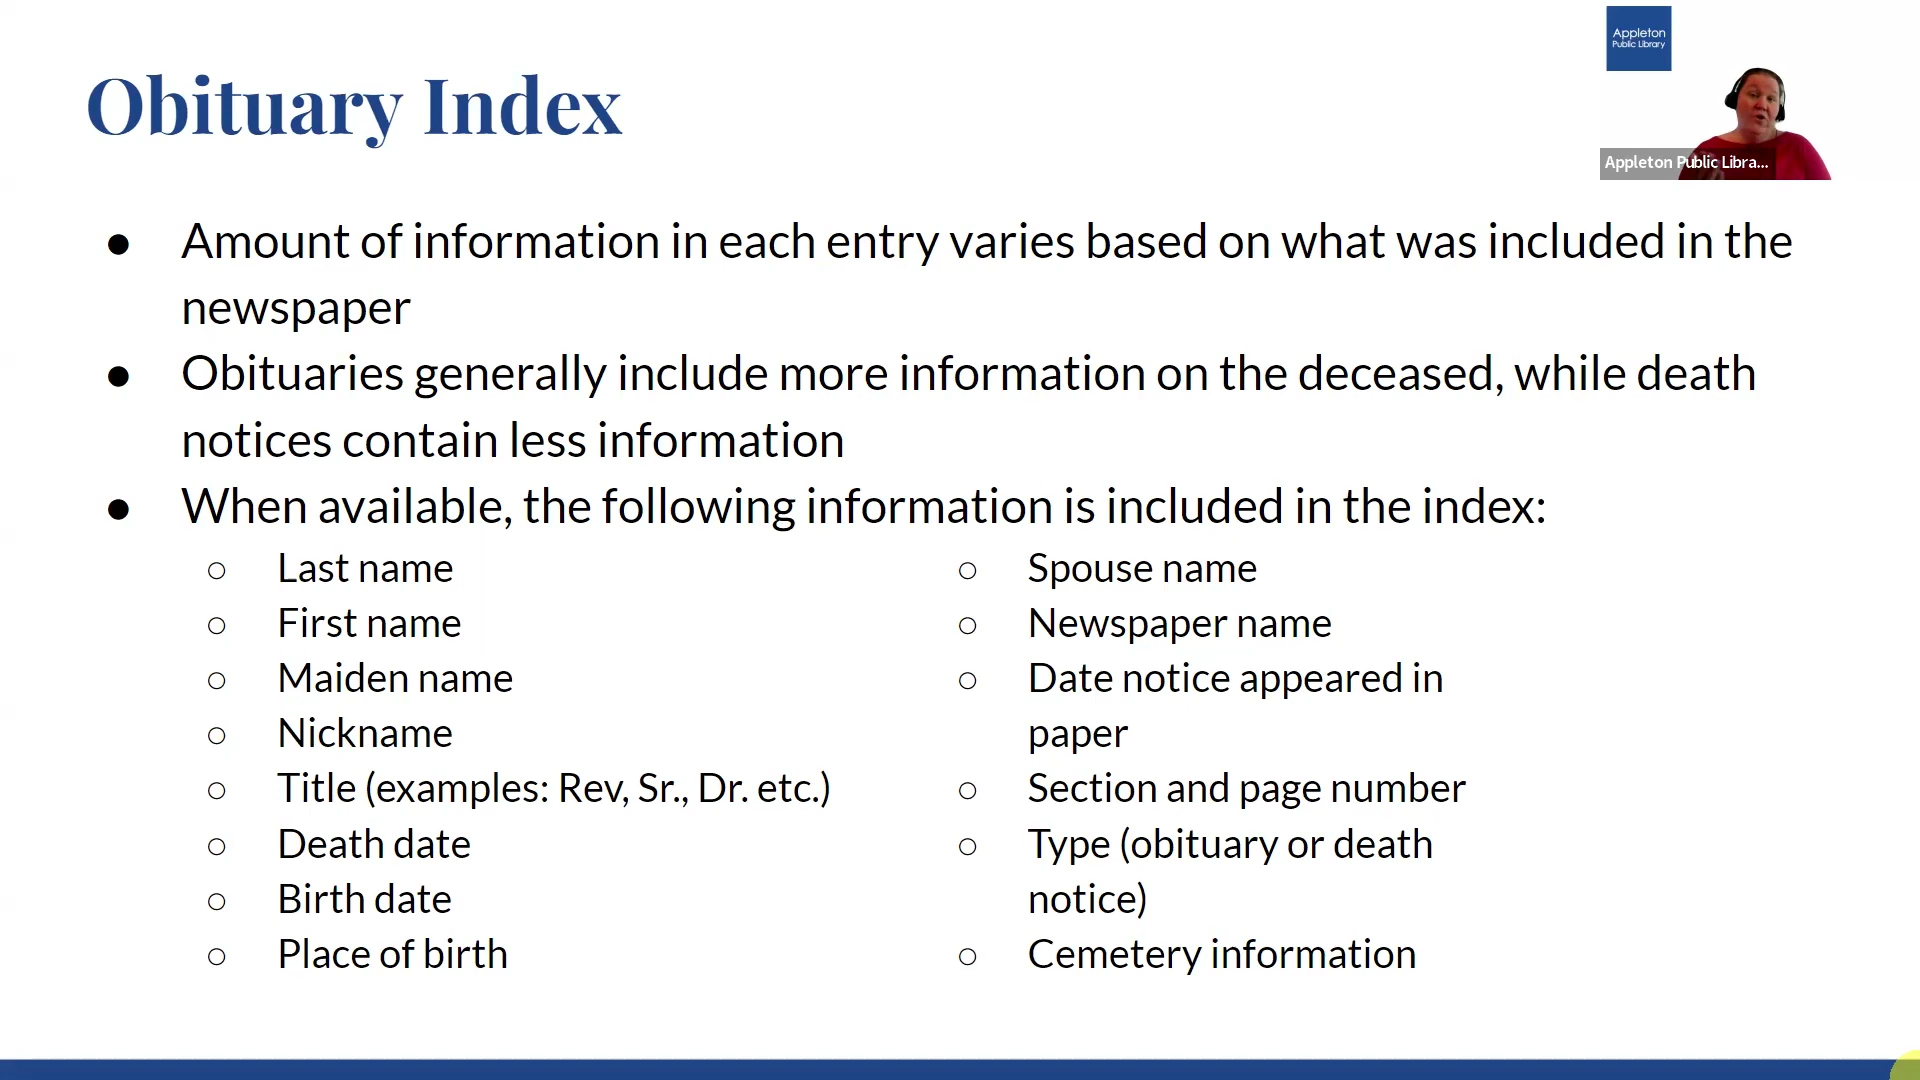 Appleton
Public Library
Obituary Index
Appleton Public Libra...
● Amount of information in each entry varies based on what was included in the
newspaper
● Obituaries generally include more information on the deceased, while death
notices contain less information
● When available, the following information is included in the index:
○ Last name
○ First name
○ Maiden name
○ Nickname
○ Title (examples: Rev, Sr., Dr. etc.)
○ Death date
○ Birth date
○ Place of birth
○ Spouse name
○ Newspaper name
○ Date notice appeared in
paper
○ Section and page number
○ Type (obituary or death
notice)
○ Cemetery information